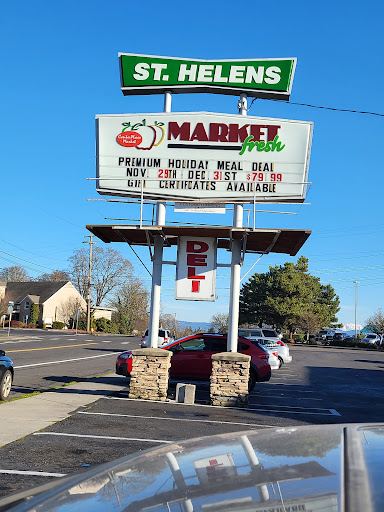 ST. HELENS
MARKET
fresh
PREMIUM HOLIDAY MEAL DEAL
NOV 29TH DEC 31ST $79.99
GIFT CERTIFICATES AVAILABLE
DELI